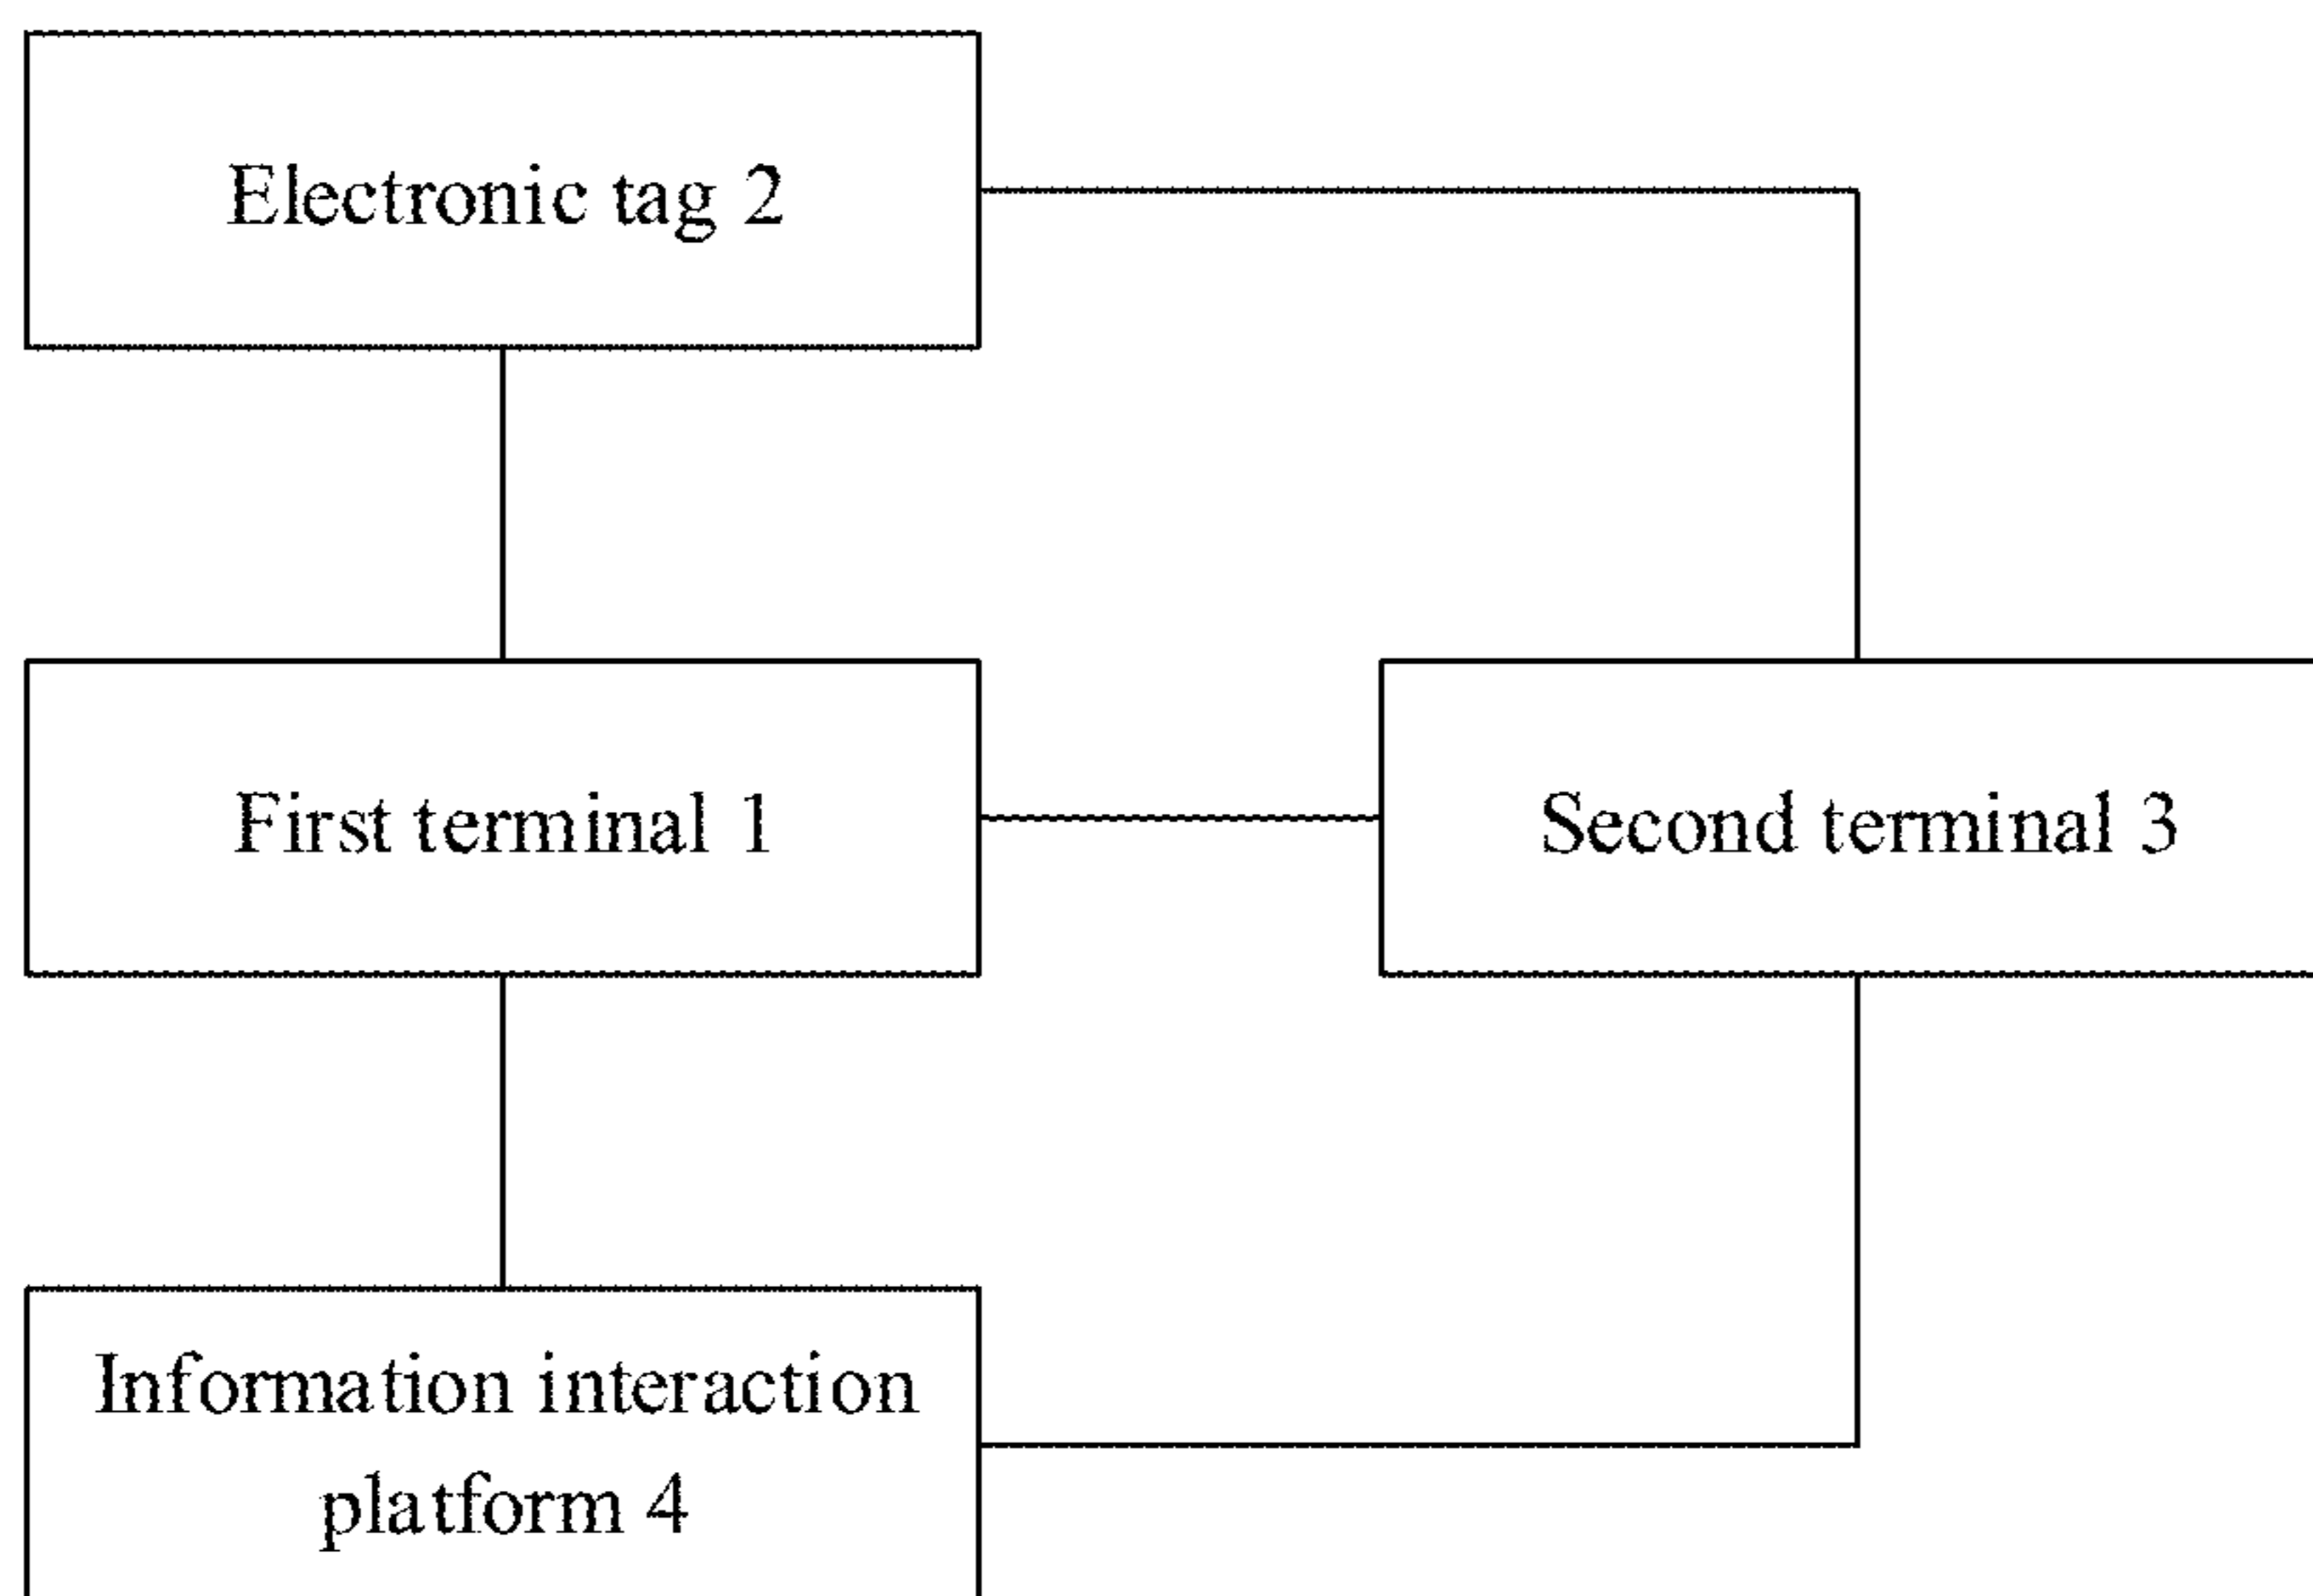 Electronic tag 2
First terminal 1
Second terminal 3
Information interaction
platform 4